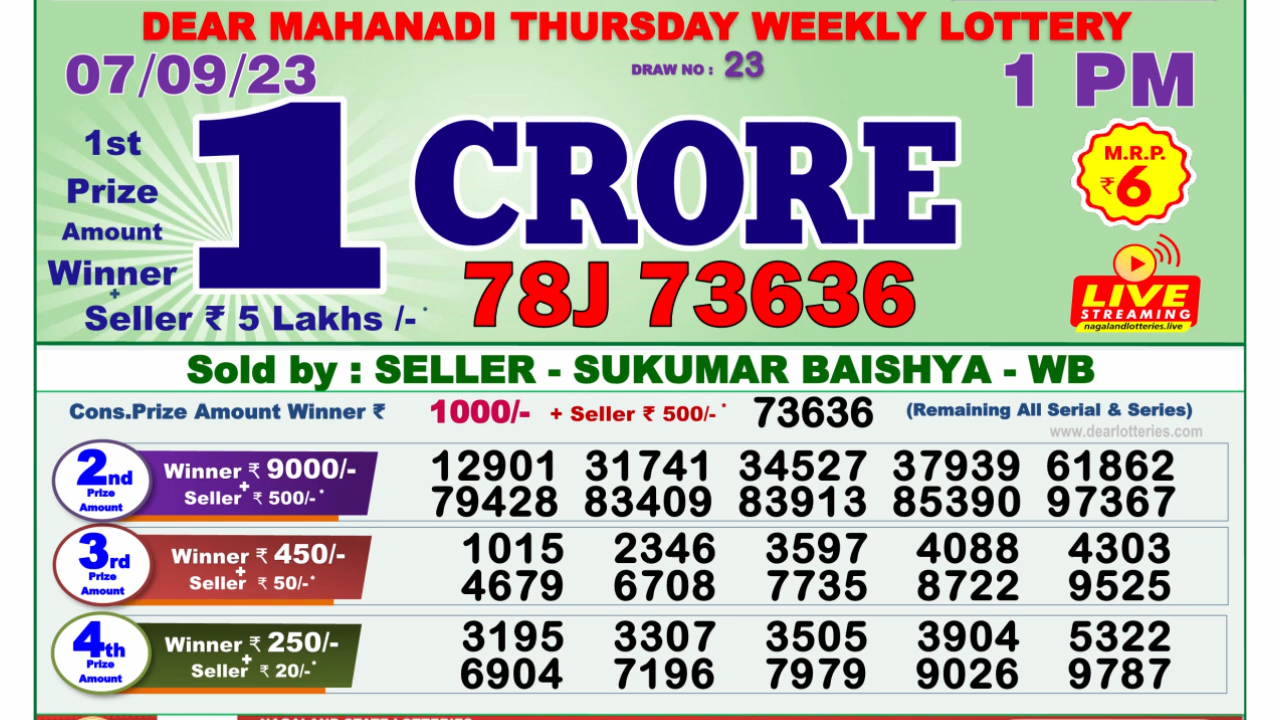 DEAR MAHANADI THURSDAY WEEKLY LOTTERY
07/09/23 DRAW NO : 23 1 PM
1st Prize Amount Winner + Seller ₹ 5 Lakhs /-*
1 CRORE
78J 73636
M.R.P. ₹6
LIVE
STREAMING
nagalandlotteries.live
Sold by : SELLER - SUKUMAR BAISHYA - WB
Cons.Prize Amount Winner ₹ 1000/- + Seller ₹ 500/-* 73636 (Remaining All Serial & Series)
www.dearlotteries.com
2nd Prize Amount Winner ₹ 9000/- + Seller ₹ 500/-*
12901 31741 34527 37939 61862
79428 83409 83913 85390 97367
3rd Prize Amount Winner ₹ 450/- + Seller ₹ 50/-*
1015 2346 3597 4088 4303
4679 6708 7735 8722 9525
4th Prize Amount Winner ₹ 250/- + Seller ₹ 20/-*
3195 3307 3505 3904 5322
6904 7196 7979 9026 9787
NAGALAND STATE LOTTERIES